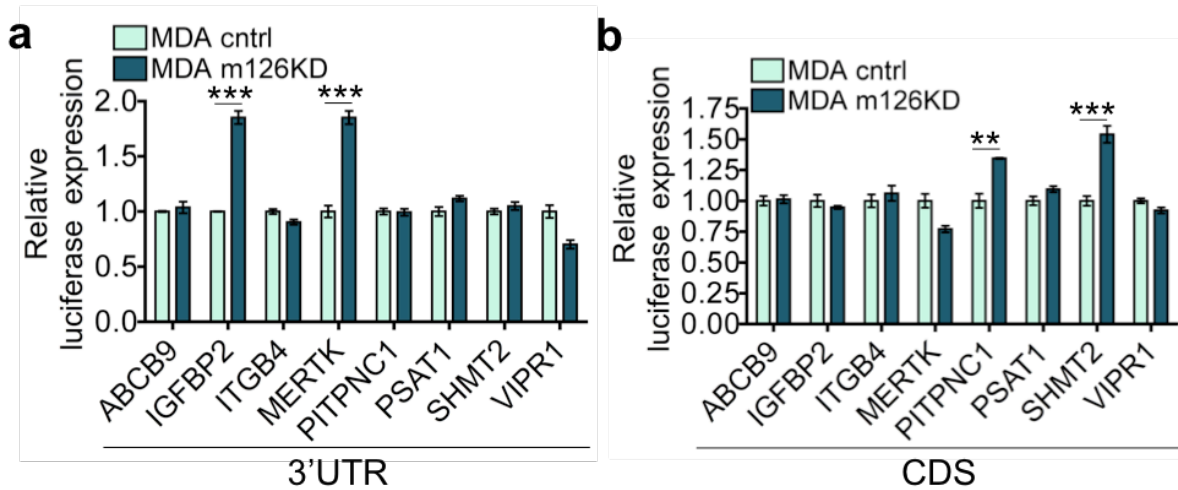 a
MDA cntrl
MDA m126KD
Relative
luciferase expression
2.0
1.5
1.0
0.5
0.0
***
***
ABCB9
IGFBP2
ITGB4
MERTK
PITPNC1
PSAT1
SHMT2
VIPR1
3'UTR
b
MDA cntrl
MDA m126KD
Relative
luciferase expression
1.75
1.50
1.25
1.00
0.75
0.50
0.25
0.00
**
***
ABCB9
IGFBP2
ITGB4
MERTK
PITPNC1
PSAT1
SHMT2
VIPR1
CDS